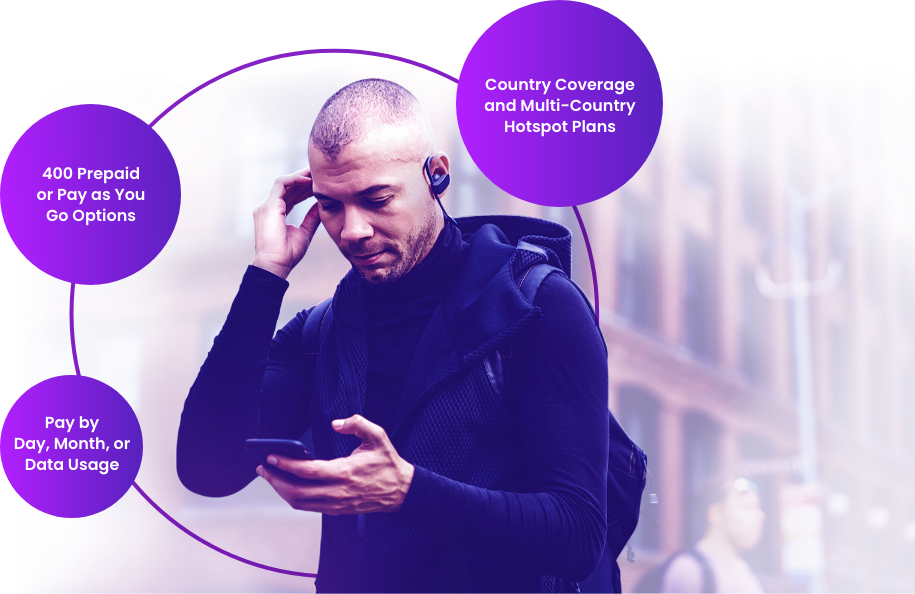 Country Coverage
and Multi-Country
Hotspot Plans
400 Prepaid
or Pay as You
Go Options
Pay by
Day, Month, or
Data Usage